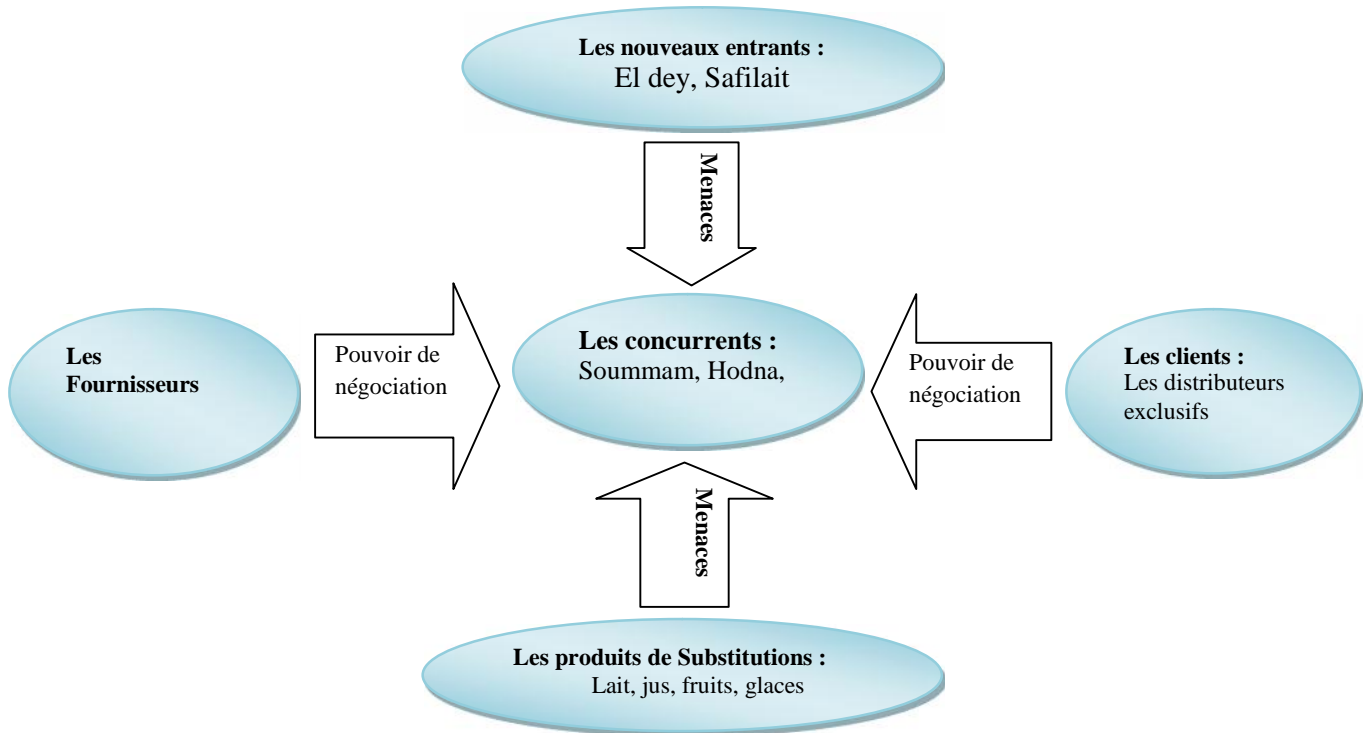 Les nouveaux entrants :
El dey, Safilait
Menaces
Les
Fournisseurs
Pouvoir de
négociation
Les concurrents :
Soummam, Hodna,
Pouvoir de
négociation
Les clients :
Les distributeurs
exclusifs
Menaces
Les produits de Substitutions :
Lait, jus, fruits, glaces